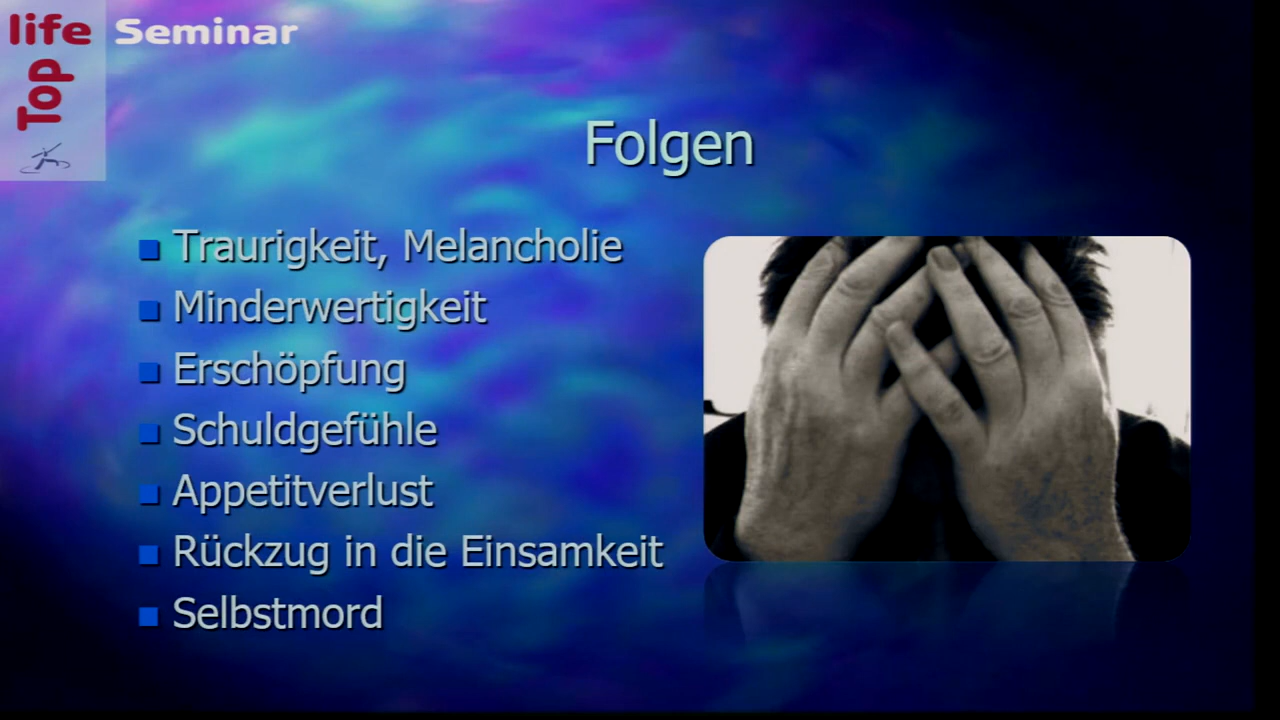 life Seminar
Top
Folgen
Traurigkeit, Melancholie
Minderwertigkeit
Erschöpfung
Schuldgefühle
Appetitverlust
Rückzug in die Einsamkeit
Selbstmord